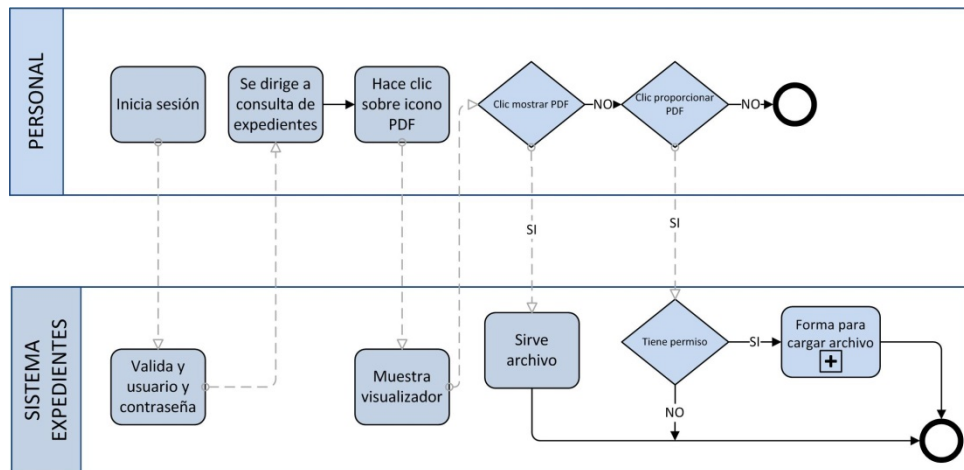 PERSONAL
Inicia sesión
Se dirige a
consulta de
expedientes
Hace clic
sobre icono
PDF
Clic mostrar PDF
NO
Clic proporcionar
PDF
NO
SI
SI
SISTEMA
EXPEDIENTES
Valida y
usuario y
contraseña
Muestra
visualizador
Sirve
archivo
Tiene permiso
SI
Forma para
cargar archivo
NO